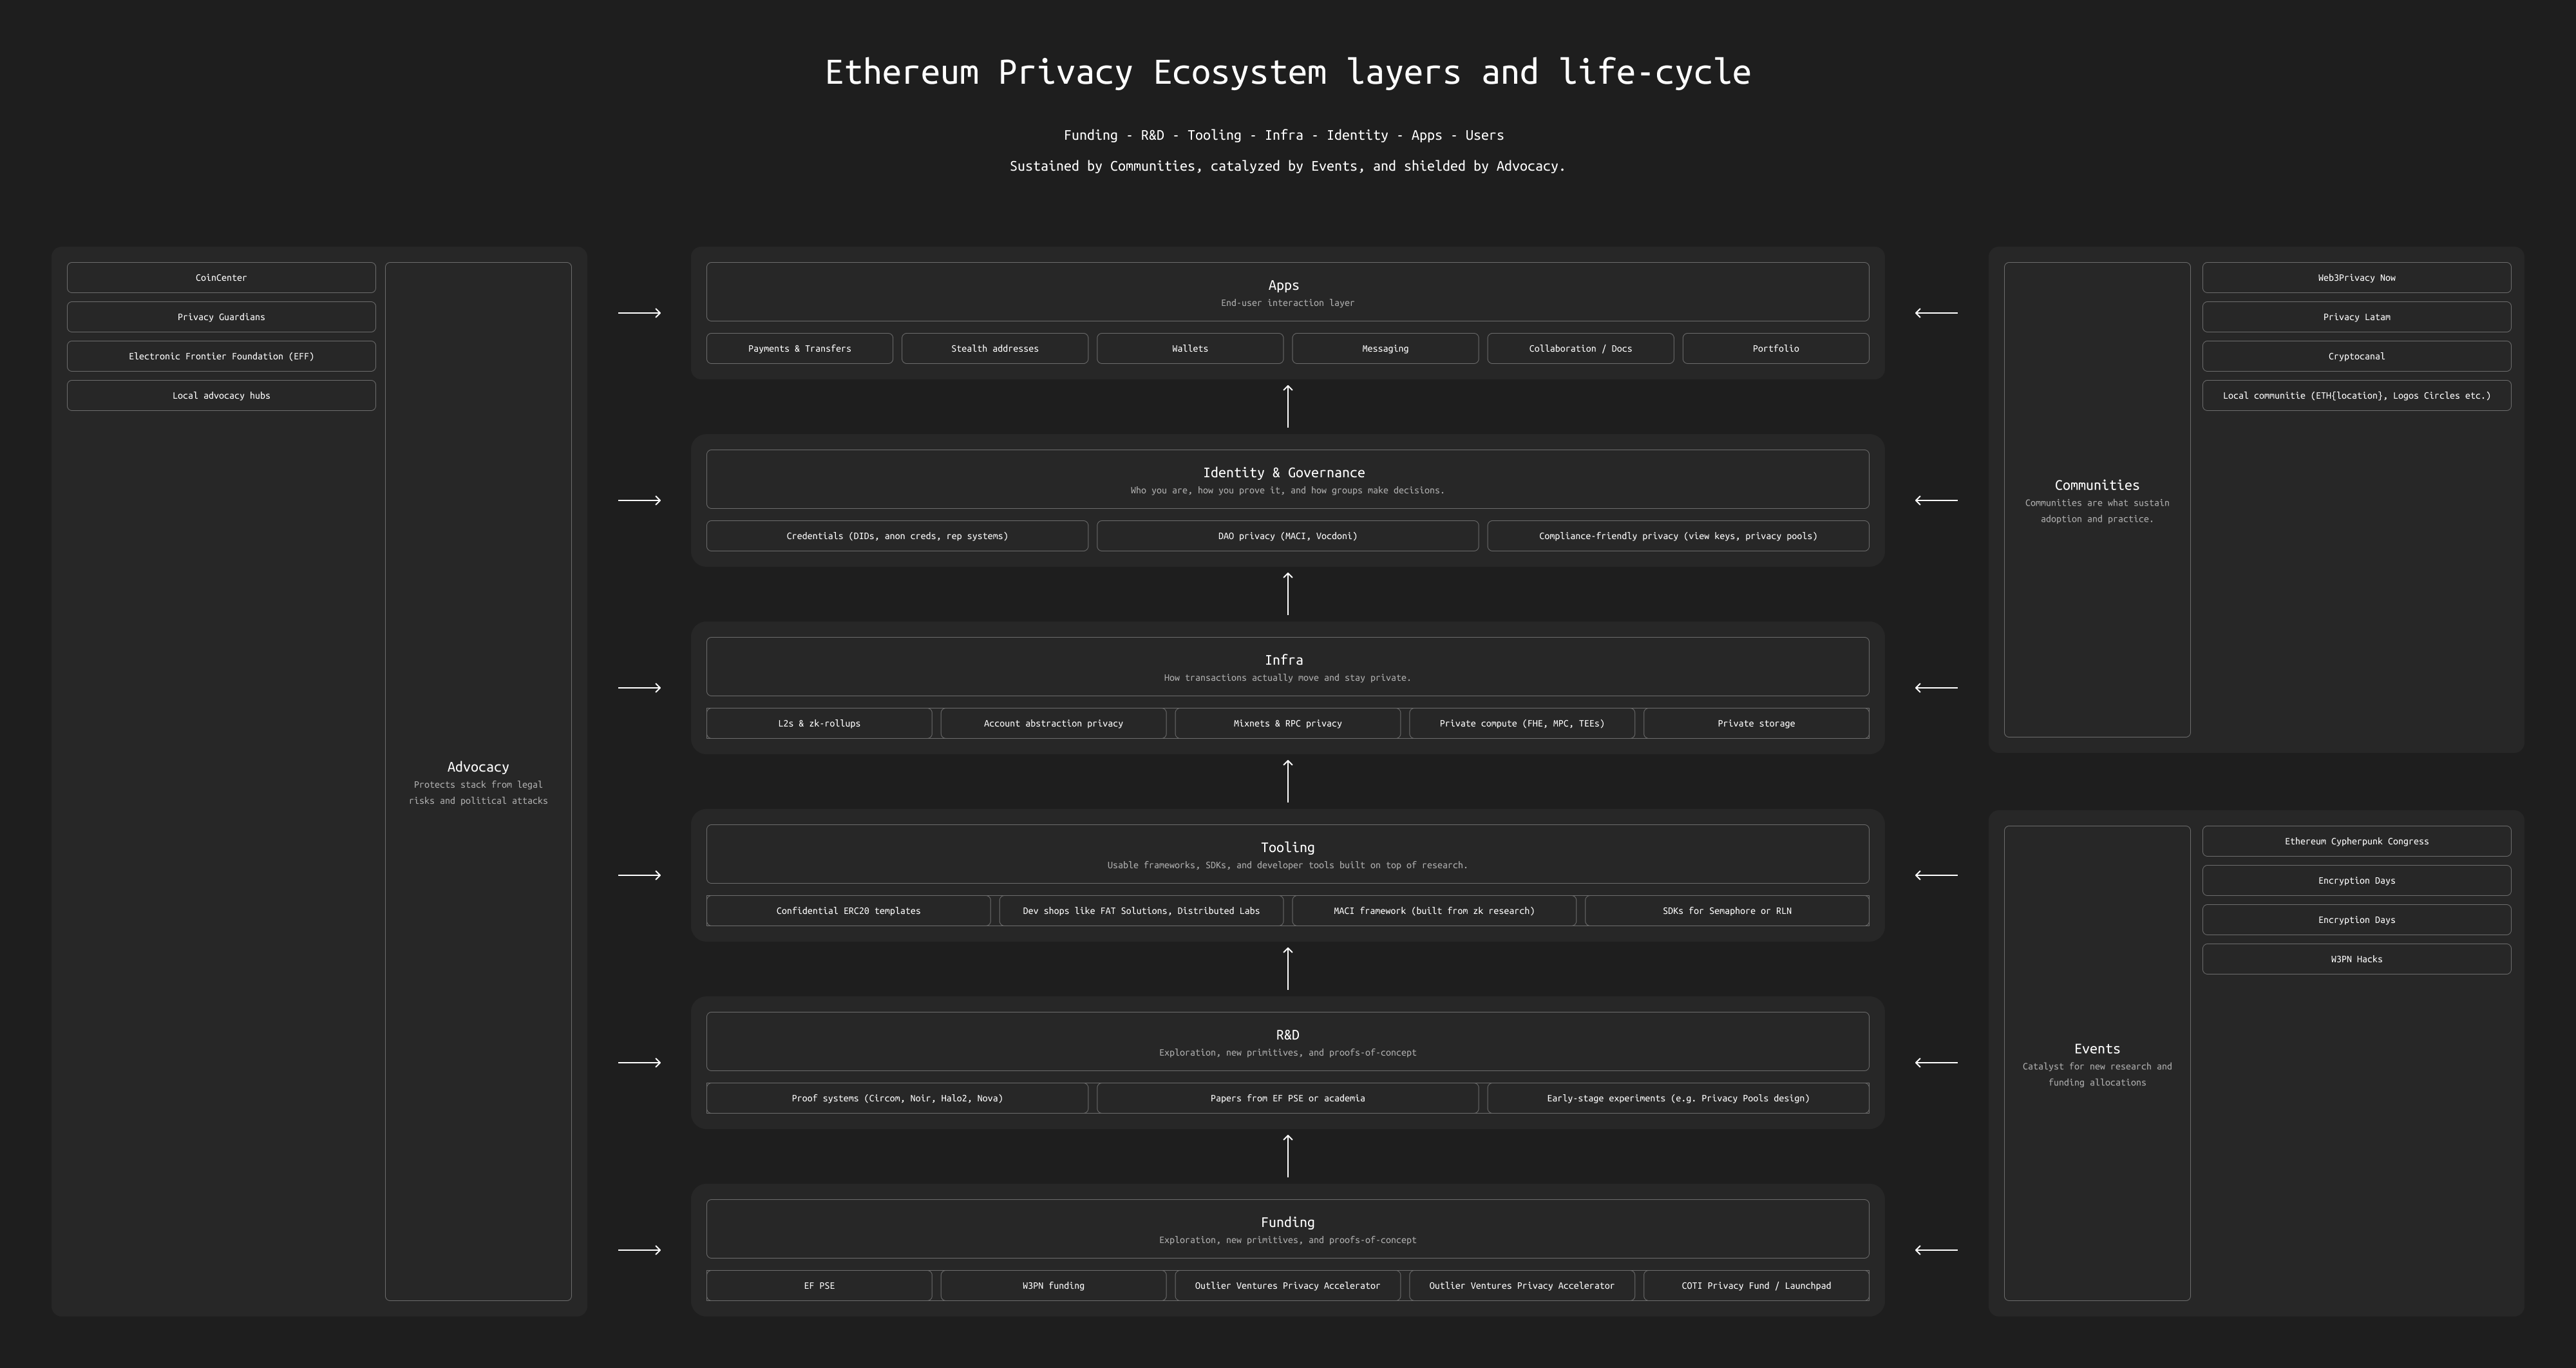 Ethereum Privacy Ecosystem layers and life-cycle
Funding - R&D - Tooling - Infra - Identity - Apps - Users
Sustained by Communities, catalyzed by Events, and shielded by Advocacy.
CoinCenter
Privacy Guardians
Electronic Frontier Foundation (EFF)
Local advocacy hubs
Advocacy
Protects stack from legal
risks and political attacks
Apps
End-user interaction layer
Payments & Transfers
Stealth addresses
Wallets
Messaging
Collaboration / Docs
Portfolio
Identity & Governance
Who you are, how you prove it, and how groups make decisions.
Credentials (DIDs, anon creds, rep systems)
DAO privacy (MACI, Vocdoni)
Compliance-friendly privacy (view keys, privacy pools)
Infra
How transactions actually move and stay private.
L2s & zk-rollups
Account abstraction privacy
Mixnets & RPC privacy
Private compute (FHE, MPC, TEEs)
Private storage
Tooling
Usable frameworks, SDKs, and developer tools built on top of research.
Confidential ERC20 templates
Dev shops like FAT Solutions, Distributed Labs
MACI framework (built from zk research)
SDKs for Semaphore or RLN
R&D
Exploration, new primitives, and proofs-of-concept
Proof systems (Circom, Noir, Halo2, Nova)
Papers from EF PSE or academia
Early-stage experiments (e.g. Privacy Pools design)
Funding
Exploration, new primitives, and proofs-of-concept
EF PSE
W3PN funding
Outlier Ventures Privacy Accelerator
Outlier Ventures Privacy Accelerator
COTI Privacy Fund / Launchpad
Communities
Communities are what sustain
adoption and practice.
Web3Privacy Now
Privacy Latam
Cryptocanal
Local communitie (ETH{location}, Logos Circles etc.)
Events
Catalyst for new research and
funding allocations
Ethereum Cypherpunk Congress
Encryption Days
Encryption Days
W3PN Hacks